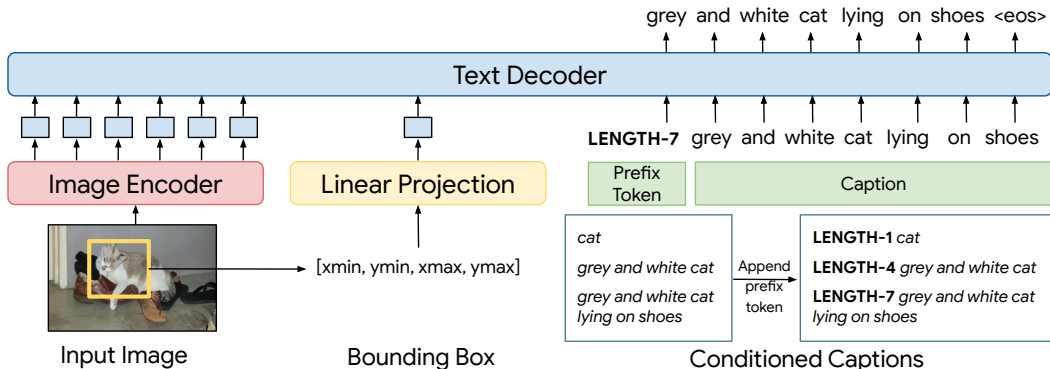 grey and white cat lying on shoes <eos>
Text Decoder
LENGTH-7 grey and white cat lying on shoes
Image Encoder
Linear Projection
Prefix
Token
Caption
[xmin, ymin, xmax, ymax]
cat
grey and white cat
grey and white cat
lying on shoes
Append
prefix
token
LENGTH-1 cat
LENGTH-4 grey and white cat
LENGTH-7 grey and white cat
lying on shoes
Input Image
Bounding Box
Conditioned Captions